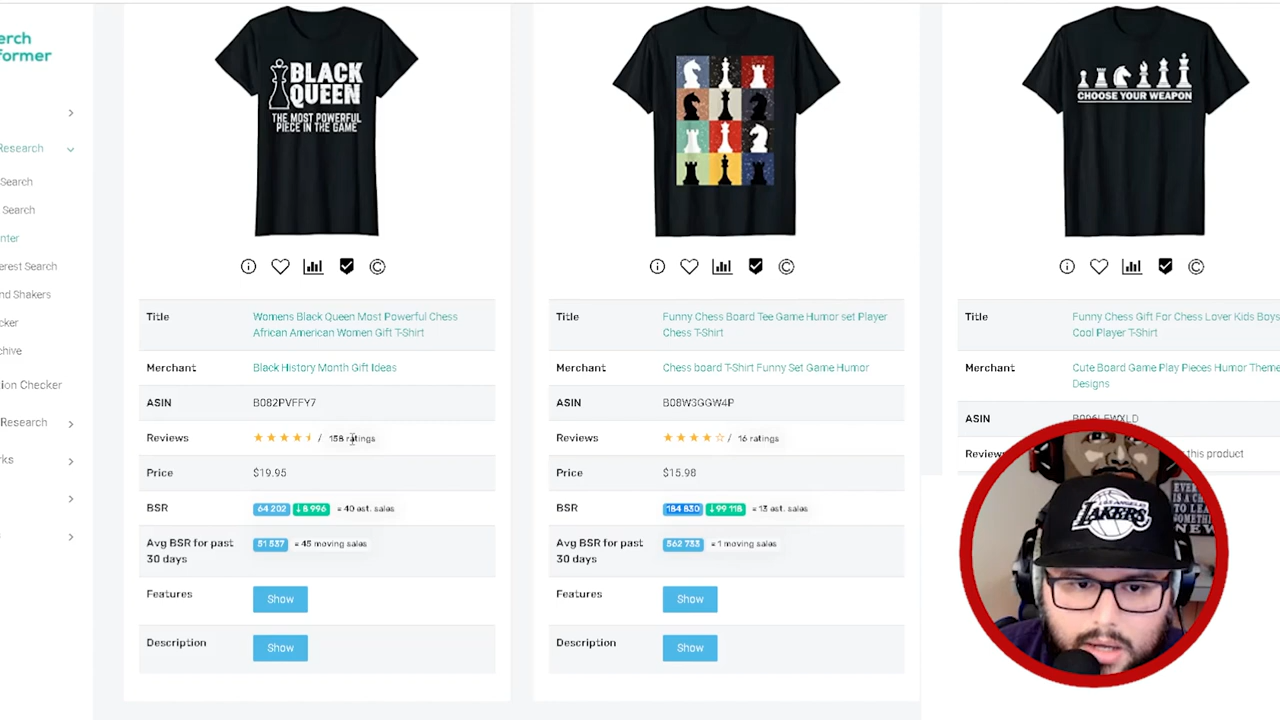 erch
former
Research
Search
Search
nter
erest Search
nd Shakers
cker
chive
ion Checker
Research
rks
BLACK
QUEEN
THE MOST POWERFUL
PIECE IN THE GAME
Title
Womens Black Queen Most Powerful Chess
African American Women Gift T-Shirt
Merchant
Black History Month Gift Ideas
ASIN
B082PVFFY7
Reviews
/ 158 ratings
Price
$19.95
BSR
64 202 ↓8 996 = 40 est. sales
Avg BSR for past
30 days
51 537 = 45 moving sales
Features
Show
Description
Show
Title
Funny Chess Board Tee Game Humor set Player
Chess T-Shirt
Merchant
Chess board T-Shirt Funny Set Game Humor
ASIN
B08W3GGW4P
Reviews
/ 16 ratings
Price
$15.98
BSR
184 830 ↓99 118 = 13 est. sales
Avg BSR for past
30 days
562 733 = 1 moving sales
Features
Show
Description
Show
CHOOSE YOUR WEAPON
Title
Funny Chess Gift For Chess Lover Kids Boys
Cool Player T-Shirt
Merchant
Cute Board Game Play Pieces Humor Theme
Designs
ASIN
Reviews
this product
LOS ANGELES
LAKERS